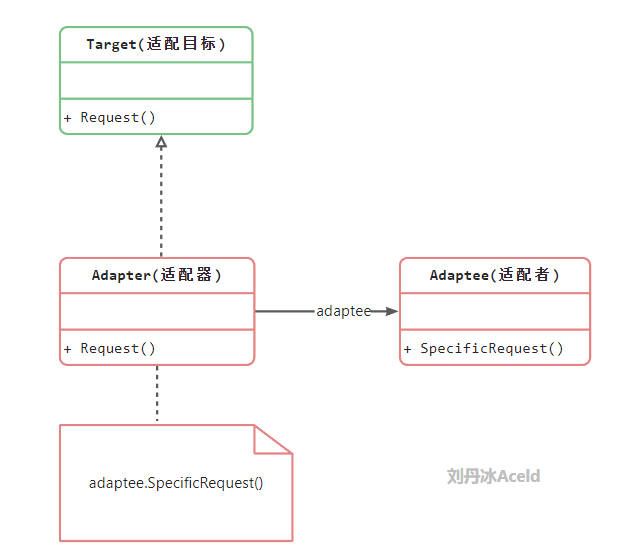 Target(适配目标)
+ Request()
Adapter(适配器)
+ Request()
adaptee
Adaptee(适配者)
+ SpecificRequest()
adaptee.SpecificRequest()
刘丹冰Aceld